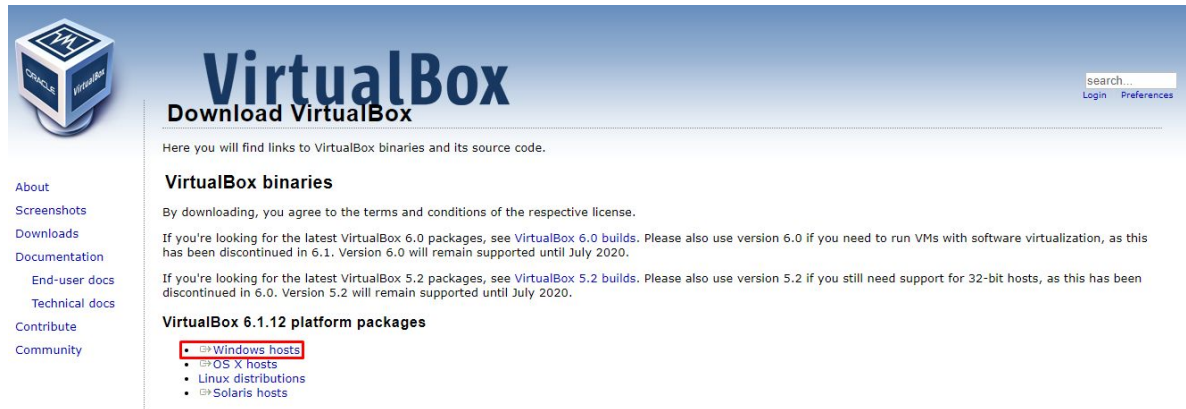 ORACLE
VirtualBox
VirtualBox
search...
Login Preferences
Download VirtualBox
Here you will find links to VirtualBox binaries and its source code.
About
Screenshots
Downloads
Documentation
End-user docs
Technical docs
Contribute
Community
VirtualBox binaries
By downloading, you agree to the terms and conditions of the respective license.
If you're looking for the latest VirtualBox 6.0 packages, see VirtualBox 6.0 builds. Please also use version 6.0 if you need to run VMs with software virtualization, as this
has been discontinued in 6.1. Version 6.0 will remain supported until July 2020.
If you're looking for the latest VirtualBox 5.2 packages, see VirtualBox 5.2 builds. Please also use version 5.2 if you still need support for 32-bit hosts, as this has been
discontinued in 6.0. Version 5.2 will remain supported until July 2020.
VirtualBox 6.1.12 platform packages
Windows hosts
OS X hosts
Linux distributions
Solaris hosts